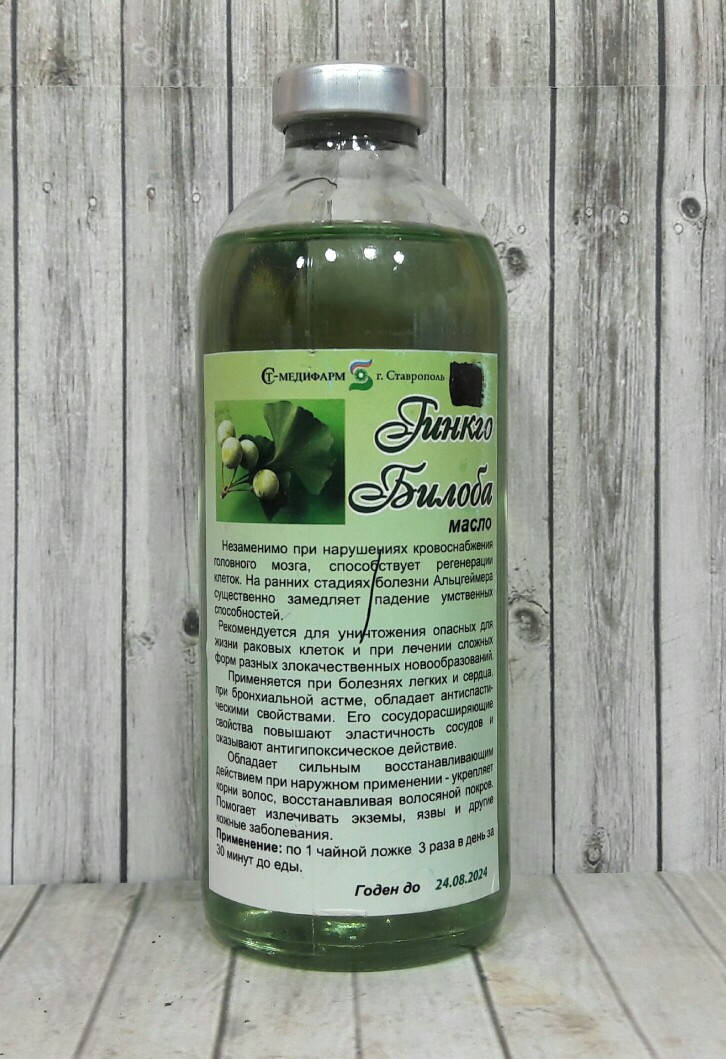 СТ-МЕДИФАРМ г. Ставрополь
Гинкго
Билоба
масло
Незаменимо при нарушениях кровоснабжения
головного мозга, способствует регенерации
клеток. На ранних стадиях болезни Альцгеймера
существенно замедляет падение умственных
способностей.
Рекомендуется для уничтожения опасных для
жизни раковых клеток и при лечении сложных
форм разных злокачественных новообразований.
Применяется при болезнях легких и сердца,
при бронхиальной астме, обладает антиспасти-
ческими свойствами. Его сосудорасширяющие
свойства повышают эластичность сосудов и
оказывают антигипоксическое действие.
Обладает сильным восстанавливающим
действием при наружном применении - укрепляет
корни волос, восстанавливая волосяной покров.
Помогает излечивать экземы, язвы и другие
кожные заболевания.
Применение: по 1 чайной ложке 3 раза в день за
30 минут до еды.
Годен до 24.08.2024